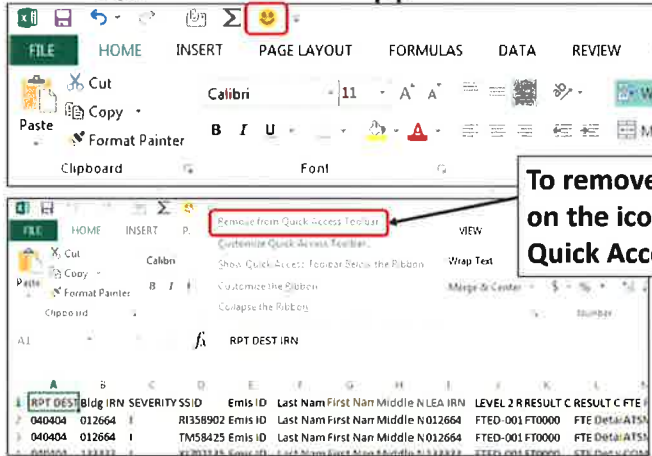 FILE HOME INSERT PAGE LAYOUT FORMULAS DATA REVIEW
Cut
Calibri 11 A A
Copy
Paste
B I U A
Format Painter
Clipboard Font
To remove
on the ico
Quick Acce
Remove from Quick Access Toolbar
FILE HOME INSERT P. VIEW
Customize Quick Access Toolbar...
Cut
Calibri Show Quick Access Toolbar Below the Ribbon Wrap Text
Copy
Paste B I Customize the Ribbon... Merge & Center $ %
Format Painter
Collapse the Ribbon
Clipboard Number
A1 fx RPT DEST IRN
A B C D E F G H I K L
1 RPT DEST Bldg IRN SEVERITY SSID Emis ID Last Nam First Nam Middle N LEA IRN LEVEL 2 R RESULT C RESULT C FTE
2 040404 012664 I RI358902 Emis ID Last Nam First Nam Middle N 012664 FTED-001 FT0000 FTE Detai ATSM
3 040404 012664 I TM58425 Emis ID Last Nam First Nam Middle N 012664 FTED-001 FT0000 FTE Detai ATSM